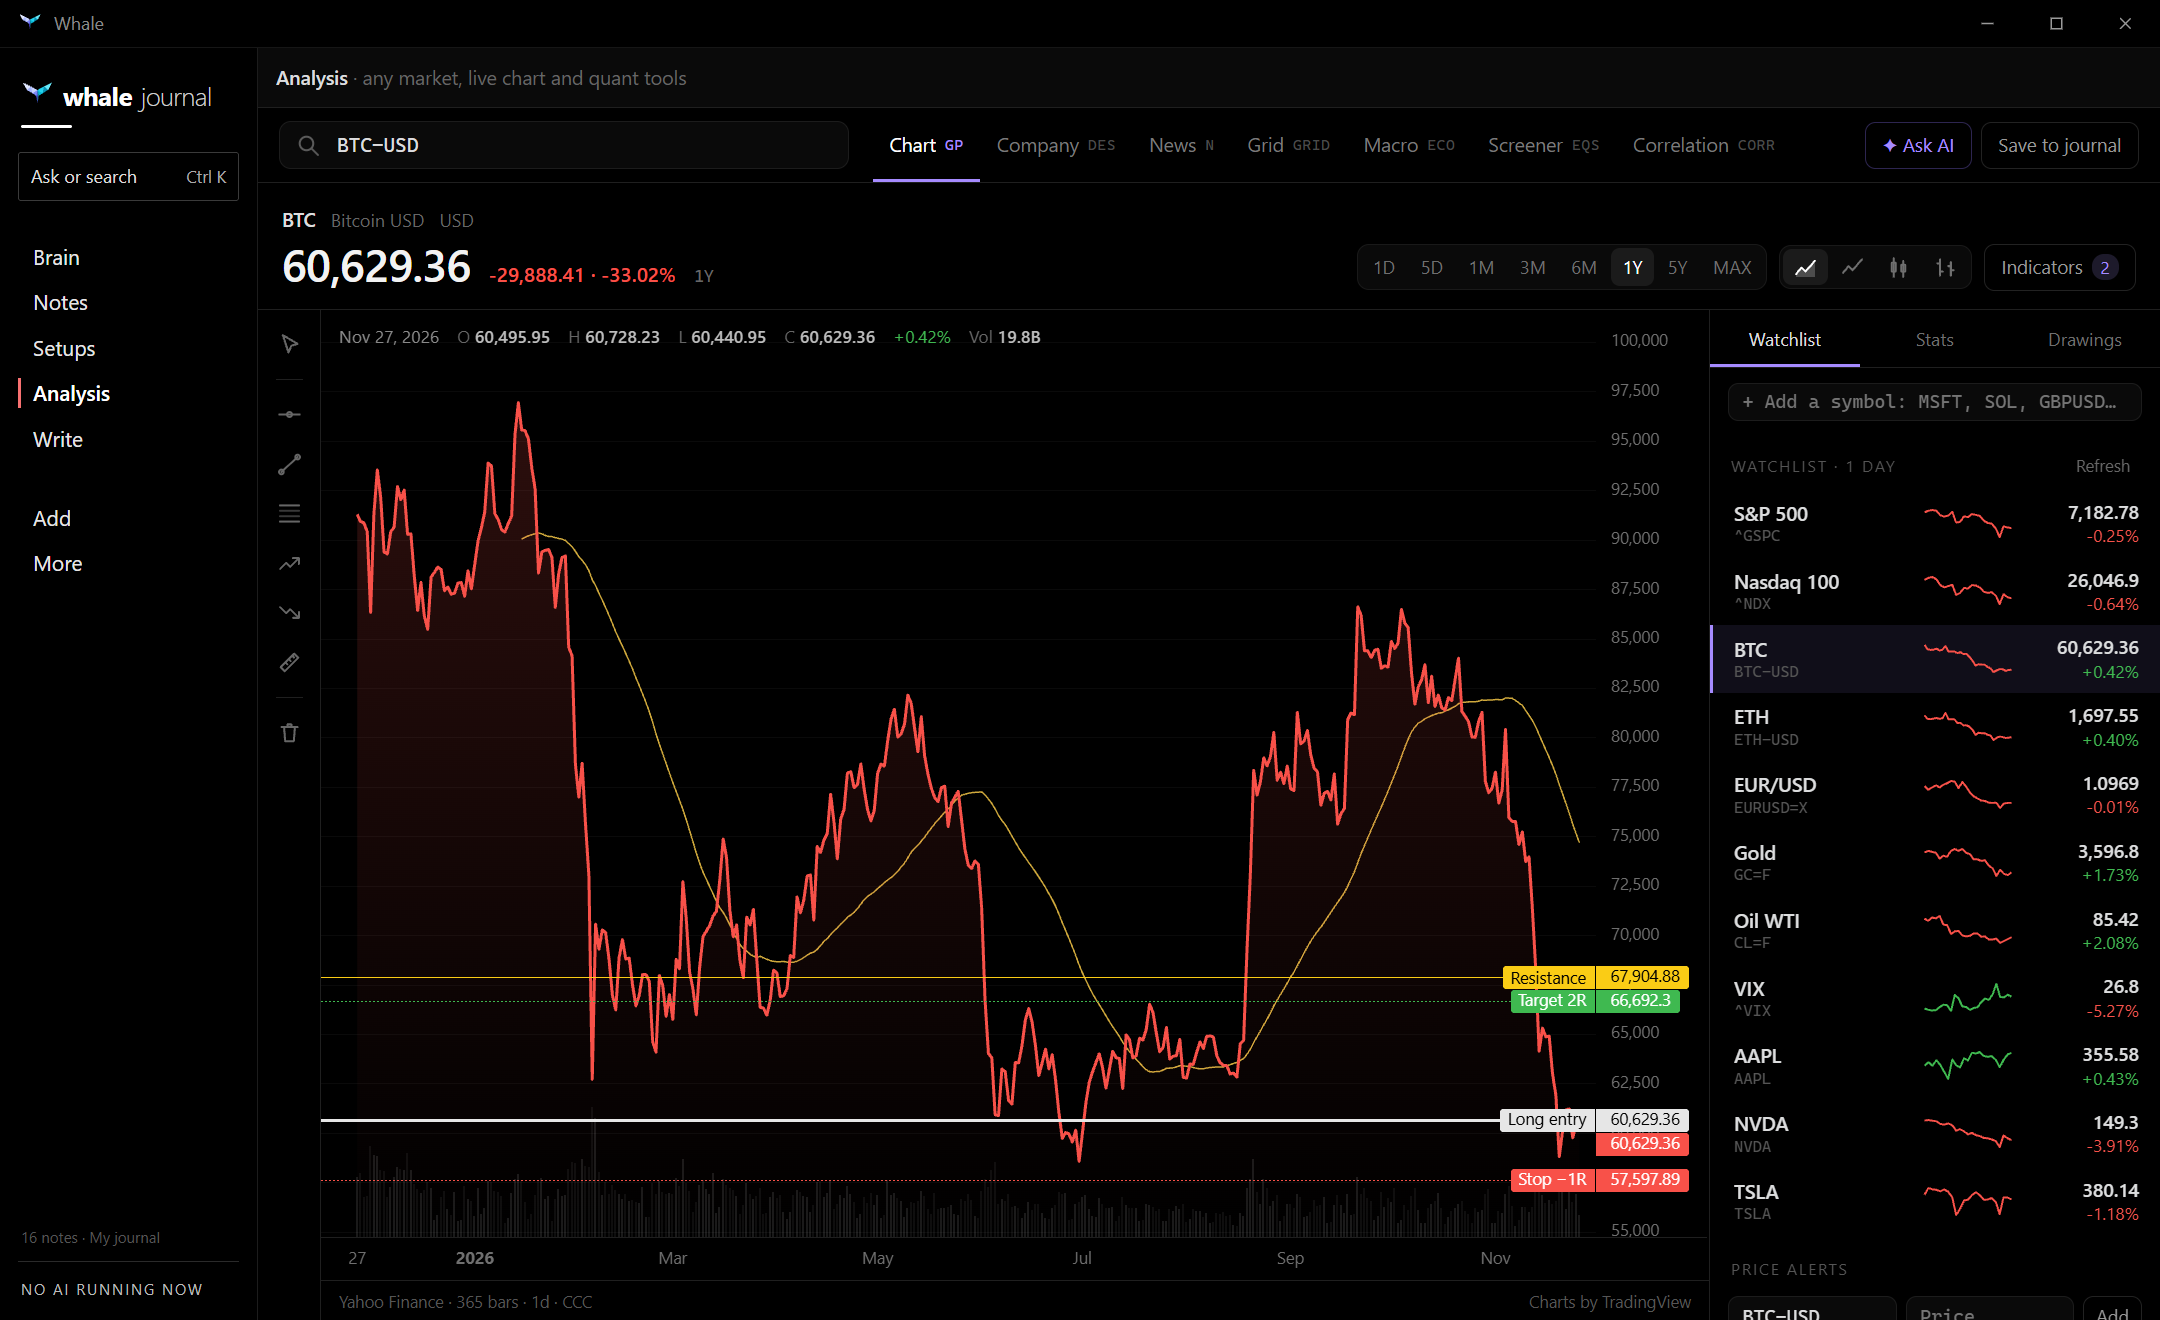 Whale
whale journal
Ask or search Ctrl K
Brain
Notes
Setups
Analysis
Write
Add
More
16 notes · My journal
NO AI RUNNING NOW
Analysis · any market, live chart and quant tools
BTC-USD
Chart GP
Company DES
News N
Grid GRID
Macro ECO
Screener EQS
Correlation CORR
✦ Ask AI
Save to journal
BTC Bitcoin USD USD
60,629.36 -29,888.41 · -33.02% 1Y
1D 5D 1M 3M 6M 1Y 5Y MAX
Indicators 2
Nov 27, 2026 O 60,495.95 H 60,728.23 L 60,440.95 C 60,629.36 +0.42% Vol 19.8B
100,000
97,500
95,000
92,500
90,000
87,500
85,000
82,500
80,000
77,500
75,000
72,500
70,000
Resistance 67,904.88
Target 2R 66,692.3
65,000
62,500
Long entry 60,629.36
60,629.36
Stop −1R 57,597.89
55,000
27 2026 Mar May Jul Sep Nov
Yahoo Finance · 365 bars · 1d · CCC
Charts by TradingView
Watchlist Stats Drawings
+ Add a symbol: MSFT, SOL, GBPUSD…
WATCHLIST · 1 DAY Refresh
S&P 500 7,182.78
^GSPC -0.25%
Nasdaq 100 26,046.9
^NDX -0.64%
BTC 60,629.36
BTC-USD +0.42%
ETH 1,697.55
ETH-USD +0.40%
EUR/USD 1.0969
EURUSD=X -0.01%
Gold 3,596.8
GC=F +1.73%
Oil WTI 85.42
CL=F +2.08%
VIX 26.8
^VIX -5.27%
AAPL 355.58
AAPL +0.43%
NVDA 149.3
NVDA -3.91%
TSLA 380.14
TSLA -1.18%
PRICE ALERTS
BTC-USD Price Add